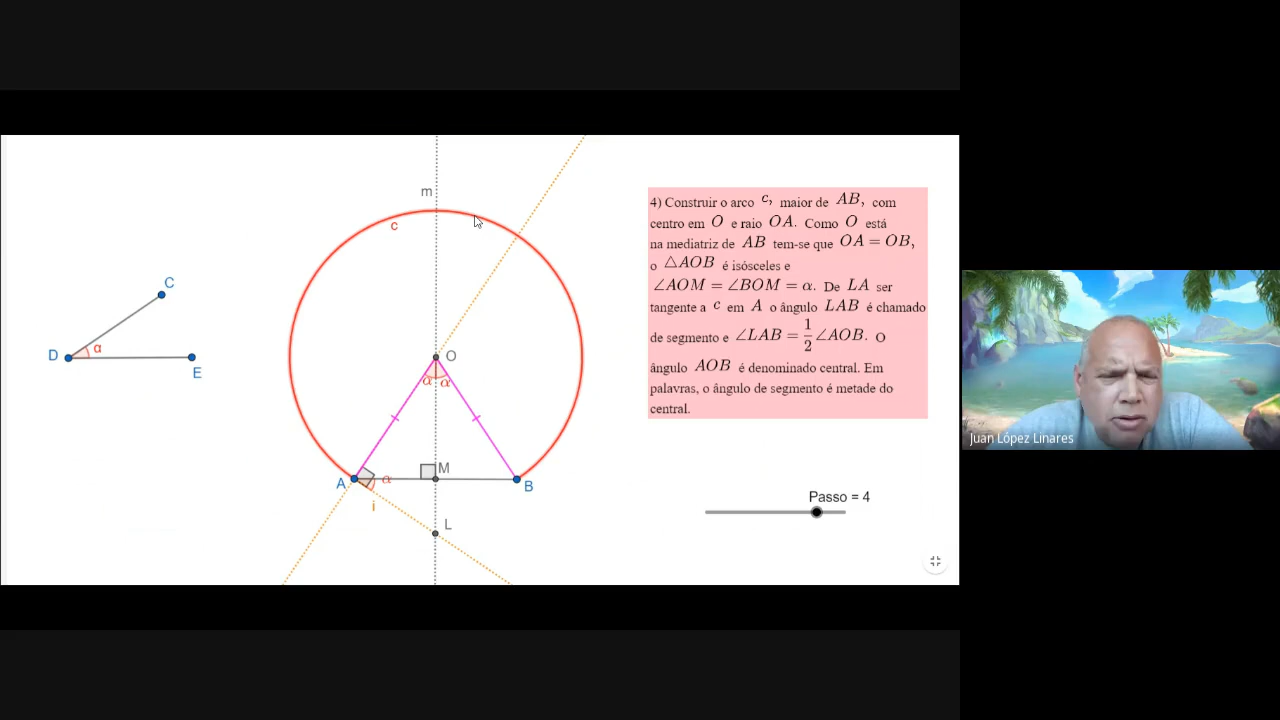 m
c
C
D
α
E
O
α
α
A
α
M
B
i
L
4) Construir o arco c, maior de AB, com
centro em O e raio OA. Como O está
na mediatriz de AB tem-se que OA = OB,
o △AOB é isósceles e
∠AOM = ∠BOM = α. De LA ser
tangente a c em A o ângulo LAB é chamado
de segmento e ∠LAB = 1/2 ∠AOB. O
ângulo AOB é denominado central. Em
palavras, o ângulo de segmento é metade do
central.
Passo = 4
Juan López Linares